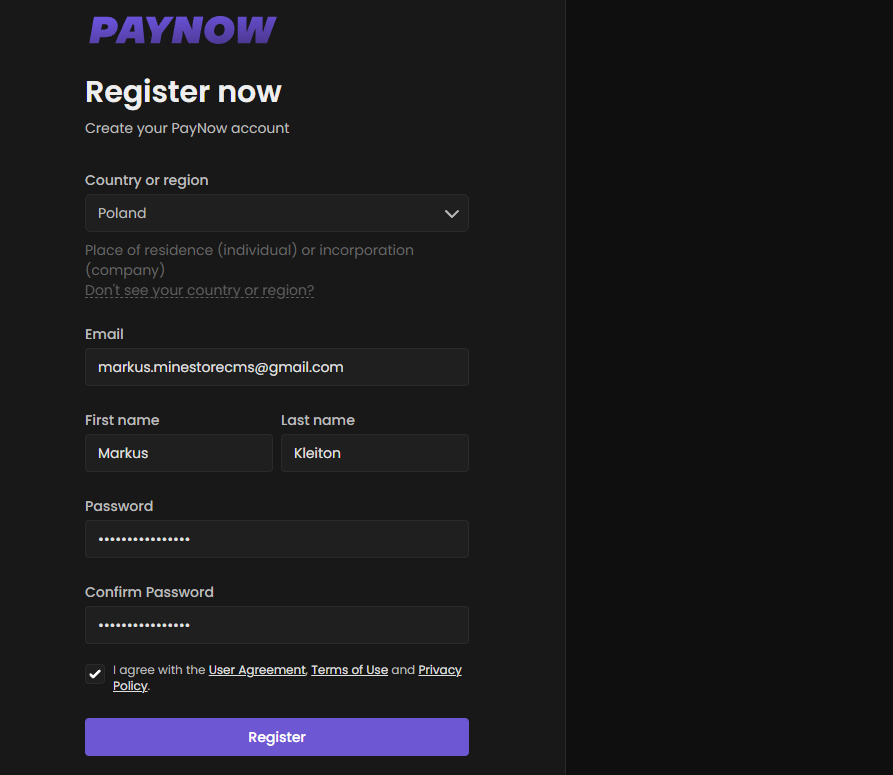 PAYNOW
Register now
Create your PayNow account
Country or region
Poland
Place of residence (individual) or incorporation
(company)
Don't see your country or region?
Email
markus.minestorecms@gmail.com
First name Last name
Markus Kleiton
Password
••••••••••••••••
Confirm Password
••••••••••••••••
I agree with the User Agreement, Terms of Use and Privacy
Policy.
Register